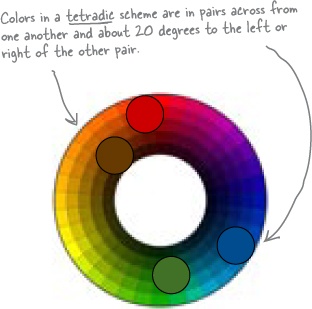 Colors in a tetradic scheme are in pairs across from
one another and about 20 degrees to the left or
right of the other pair.